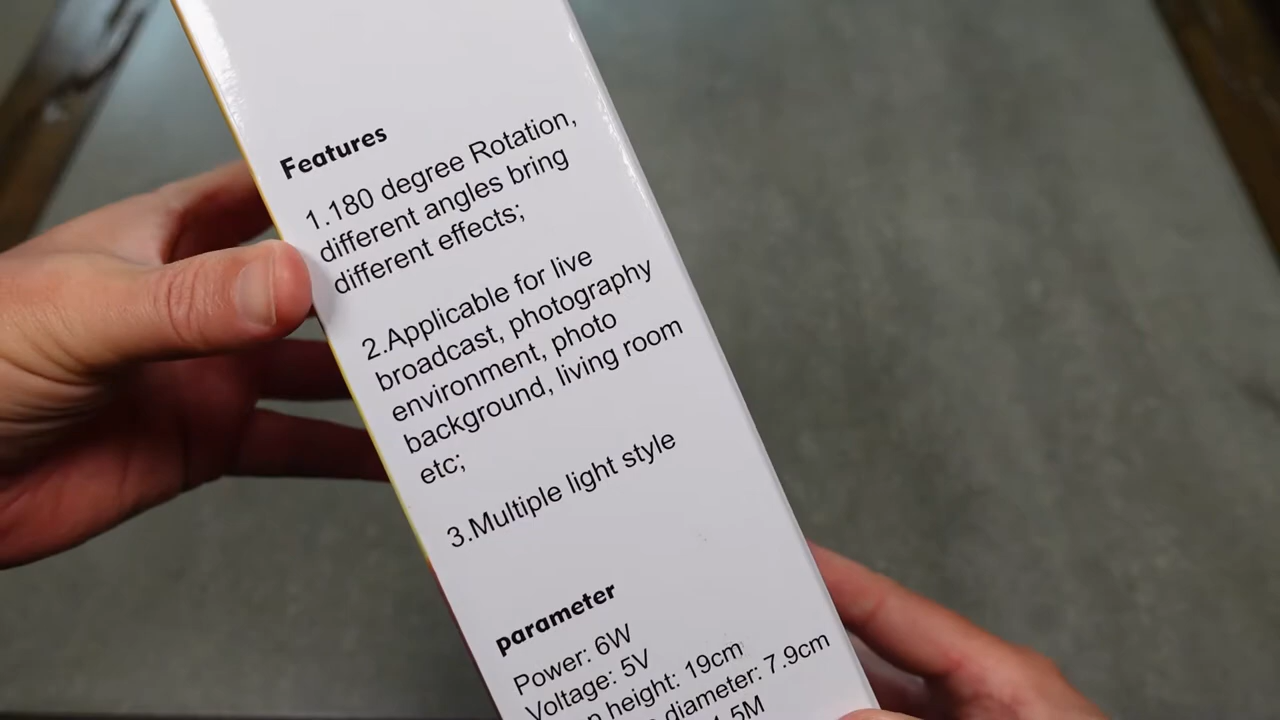 Features
1.180 degree Rotation,
different angles bring
different effects;
2.Applicable for live
broadcast, photography
environment, photo
background, living room
etc;
3.Multiple light style
parameter
Power: 6W
Voltage: 5V
height: 19cm
diameter: 7.9cm